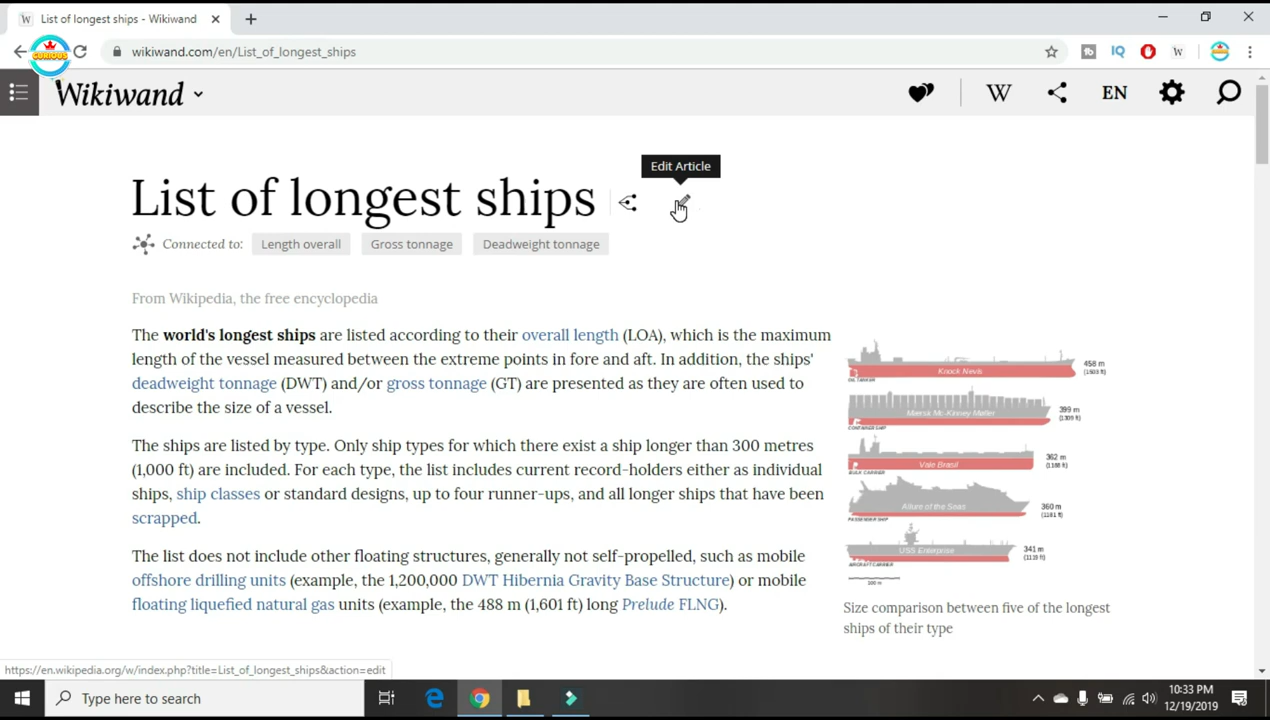 W List of longest ships - Wikiwand
CURIOUS
wikiwand.com/en/List_of_longest_ships
IQ
W
Wikiwand
W
EN
Edit Article
List of longest ships
Connected to: Length overall Gross tonnage Deadweight tonnage
From Wikipedia, the free encyclopedia
The world's longest ships are listed according to their overall length (LOA), which is the maximum
length of the vessel measured between the extreme points in fore and aft. In addition, the ships'
deadweight tonnage (DWT) and/or gross tonnage (GT) are presented as they are often used to
describe the size of a vessel.
The ships are listed by type. Only ship types for which there exist a ship longer than 300 metres
(1,000 ft) are included. For each type, the list includes current record-holders either as individual
ships, ship classes or standard designs, up to four runner-ups, and all longer ships that have been
scrapped.
The list does not include other floating structures, generally not self-propelled, such as mobile
offshore drilling units (example, the 1,200,000 DWT Hibernia Gravity Base Structure) or mobile
floating liquefied natural gas units (example, the 488 m (1,601 ft) long Prelude FLNG).
Knock Nevis
458 m
(1503 ft)
OIL TANKER
Mærsk Mc-Kinney Møller
399 m
(1309 ft)
CONTAINER SHIP
Vale Brasil
362 m
(1188 ft)
BULK CARRIER
Allure of the Seas
360 m
(1181 ft)
PASSENGER SHIP
USS Enterprise
341 m
(1119 ft)
AIRCRAFT CARRIER
100 m
Size comparison between five of the longest
ships of their type
https://en.wikipedia.org/w/index.php?title=List_of_longest_ships&action=edit
Type here to search
10:33 PM
12/19/2019